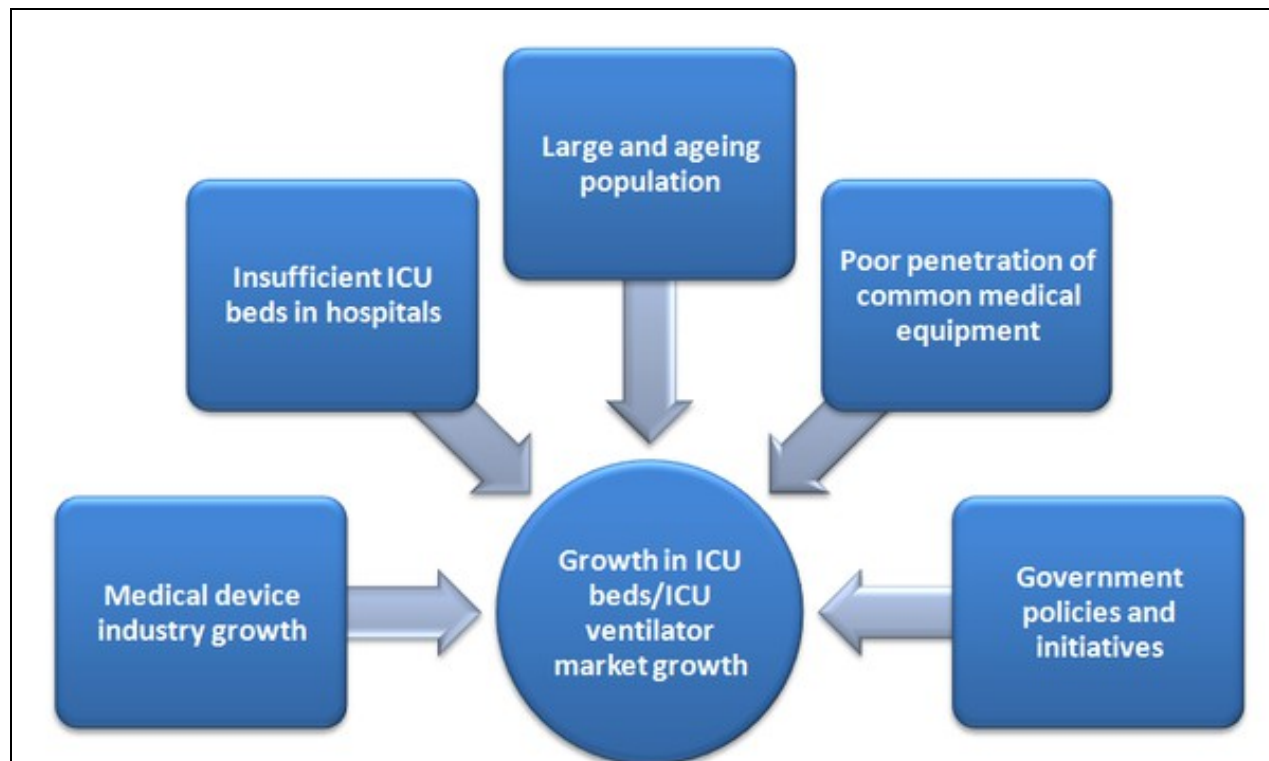 Large and ageing
population
Insufficient ICU
beds in hospitals
Poor penetration of
common medical
equipment
Medical device
industry growth
Growth in ICU
beds/ICU
ventilator
market growth
Government
policies and
initiatives